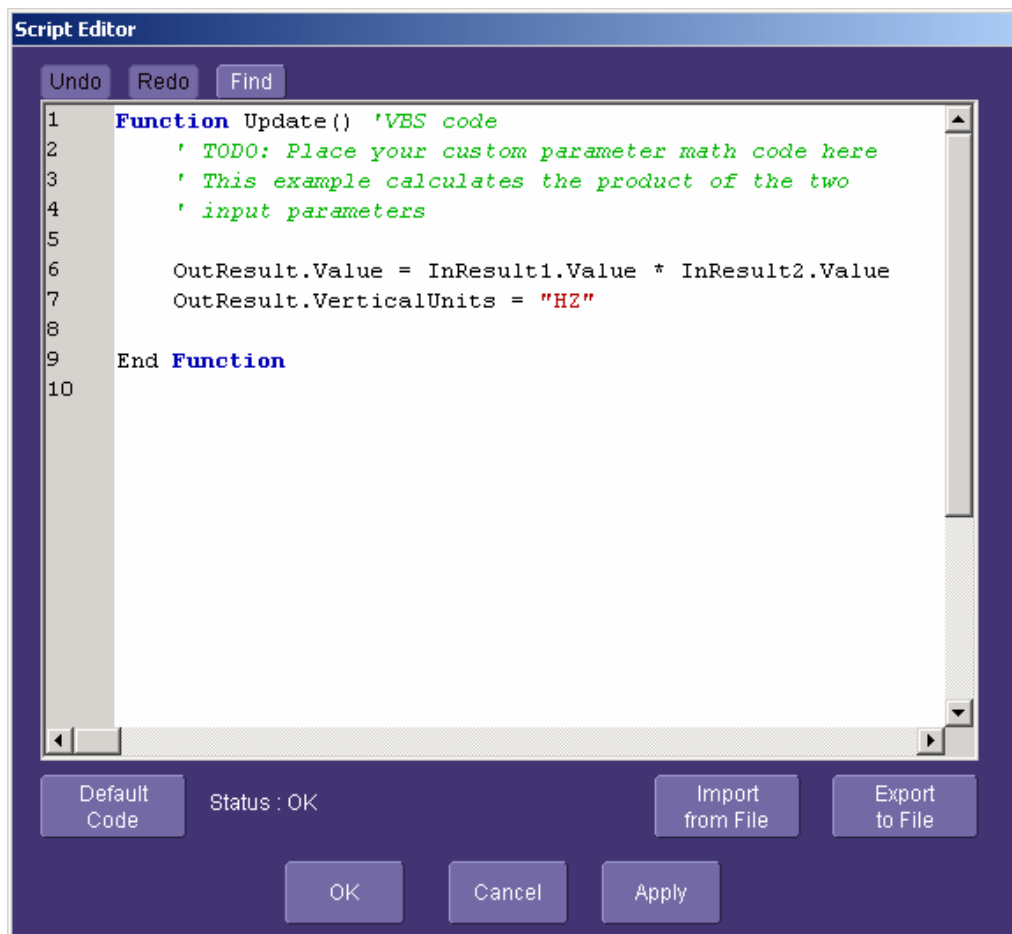 Script Editor
Undo Redo Find
1 Function Update() 'VBS code
2 ' TODO: Place your custom parameter math code here
3 ' This example calculates the product of the two
4 ' input parameters
5
6 OutResult.Value = InResult1.Value * InResult2.Value
7 OutResult.VerticalUnits = "HZ"
8
9 End Function
10
Default Code
Status : OK
Import from File
Export to File
OK Cancel Apply